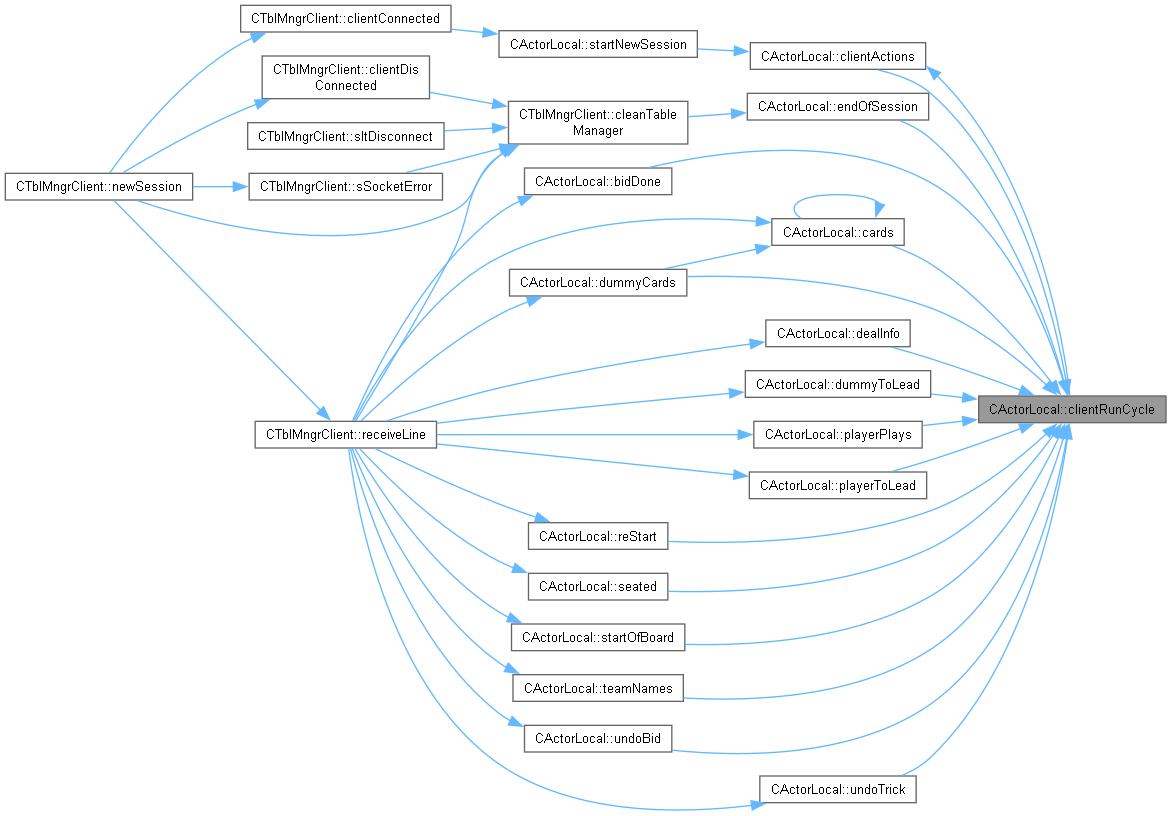 CTblMngrClient::clientConnected
CActorLocal::startNewSession
CActorLocal::clientActions
CTblMngrClient::clientDis
Connected
CActorLocal::endOfSession
CTblMngrClient::cleanTable
Manager
CTblMngrClient::sltDisconnect
CTblMngrClient::newSession
CTblMngrClient::sSocketError
CActorLocal::bidDone
CActorLocal::cards
CActorLocal::dummyCards
CActorLocal::dealInfo
CActorLocal::dummyToLead
CActorLocal::clientRunCycle
CTblMngrClient::receiveLine
CActorLocal::playerPlays
CActorLocal::playerToLead
CActorLocal::reStart
CActorLocal::seated
CActorLocal::startOfBoard
CActorLocal::teamNames
CActorLocal::undoBid
CActorLocal::undoTrick